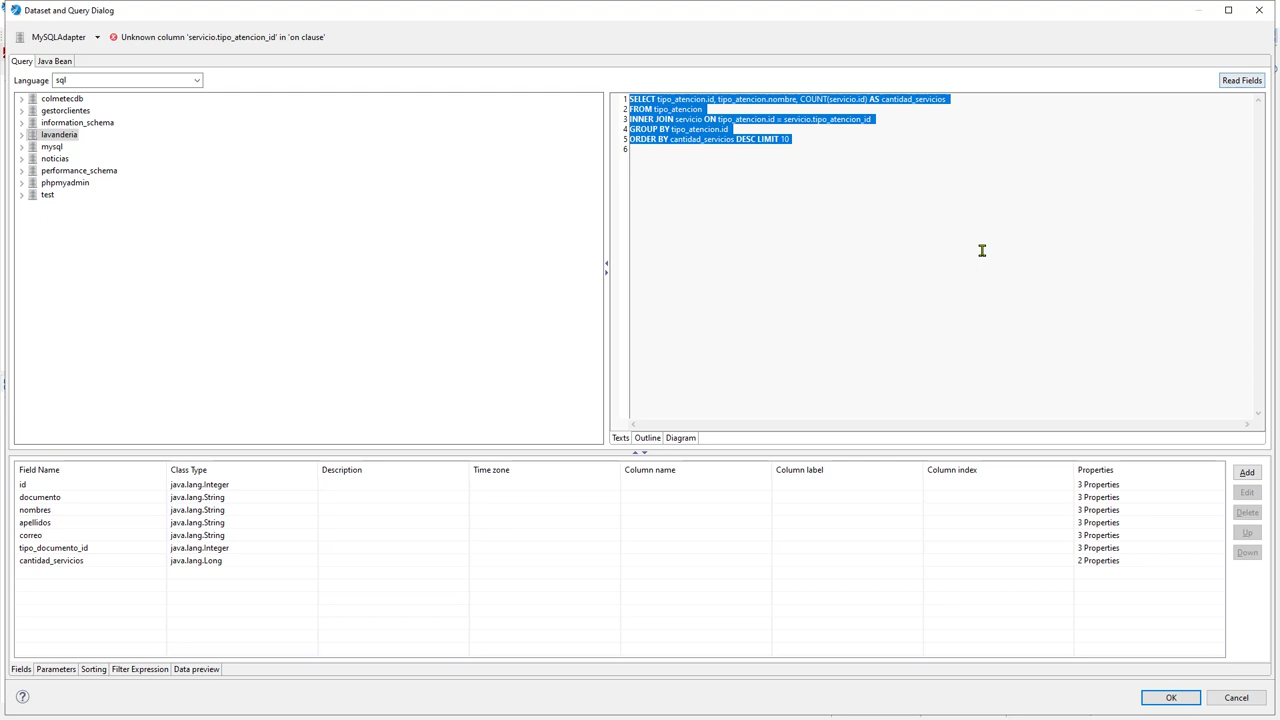 Dataset and Query Dialog
MySQLAdapter Unknown column 'servicio.tipo_atencion_id' in 'on clause'
Query Java Bean
Language sql Read Fields
colmetecdb
gestorclientes
information_schema
lavanderia
mysql
noticias
performance_schema
phpmyadmin
test
1 SELECT tipo_atencion.id, tipo_atencion.nombre, COUNT(servicio.id) AS cantidad_servicios
2 FROM tipo_atencion
3 INNER JOIN servicio ON tipo_atencion.id = servicio.tipo_atencion_id
4 GROUP BY tipo_atencion.id
5 ORDER BY cantidad_servicios DESC LIMIT 10
6
Texts Outline Diagram
Field Name Class Type Description Time zone Column name Column label Column index Properties
id java.lang.Integer 3 Properties
documento java.lang.String 3 Properties
nombres java.lang.String 3 Properties
apellidos java.lang.String 3 Properties
correo java.lang.String 3 Properties
tipo_documento_id java.lang.Integer 3 Properties
cantidad_servicios java.lang.Long 2 Properties
Add
Edit
Delete
Up
Down
Fields Parameters Sorting Filter Expression Data preview
? OK Cancel